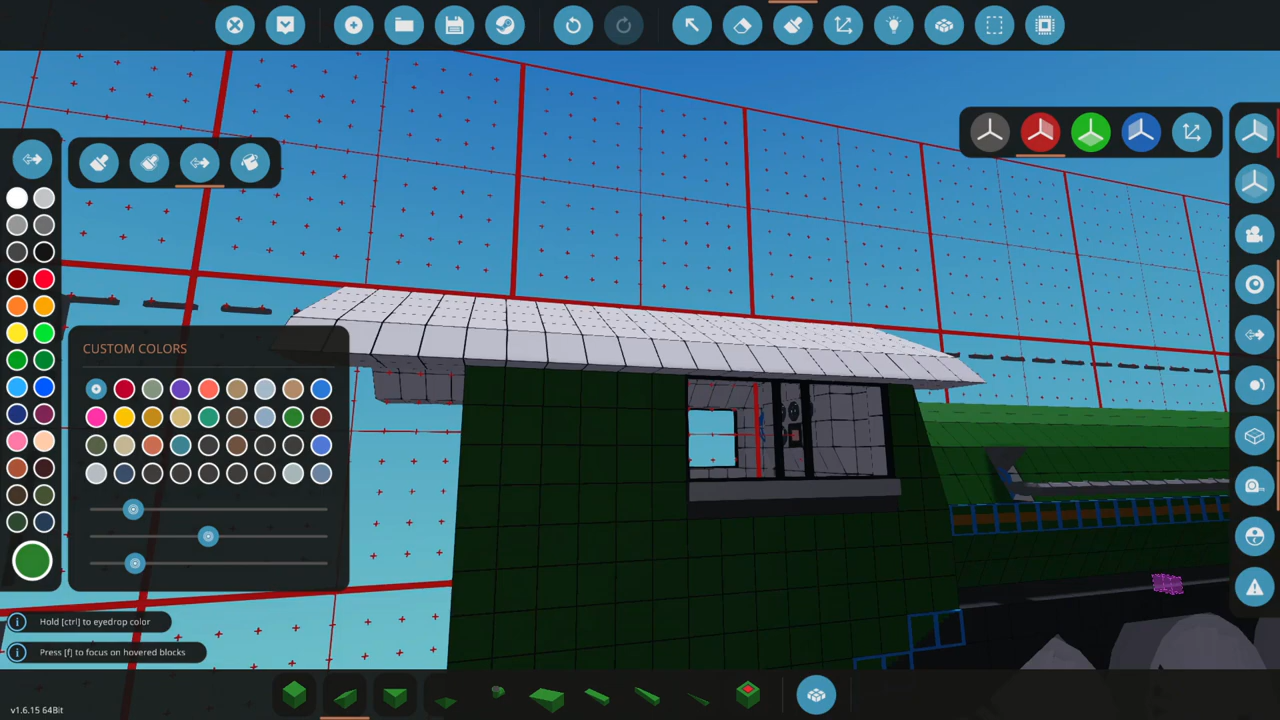 CUSTOM COLORS
Hold [ctrl] to eyedrop color
Press [f] to focus on hovered blocks
v1.6.15 64Bit